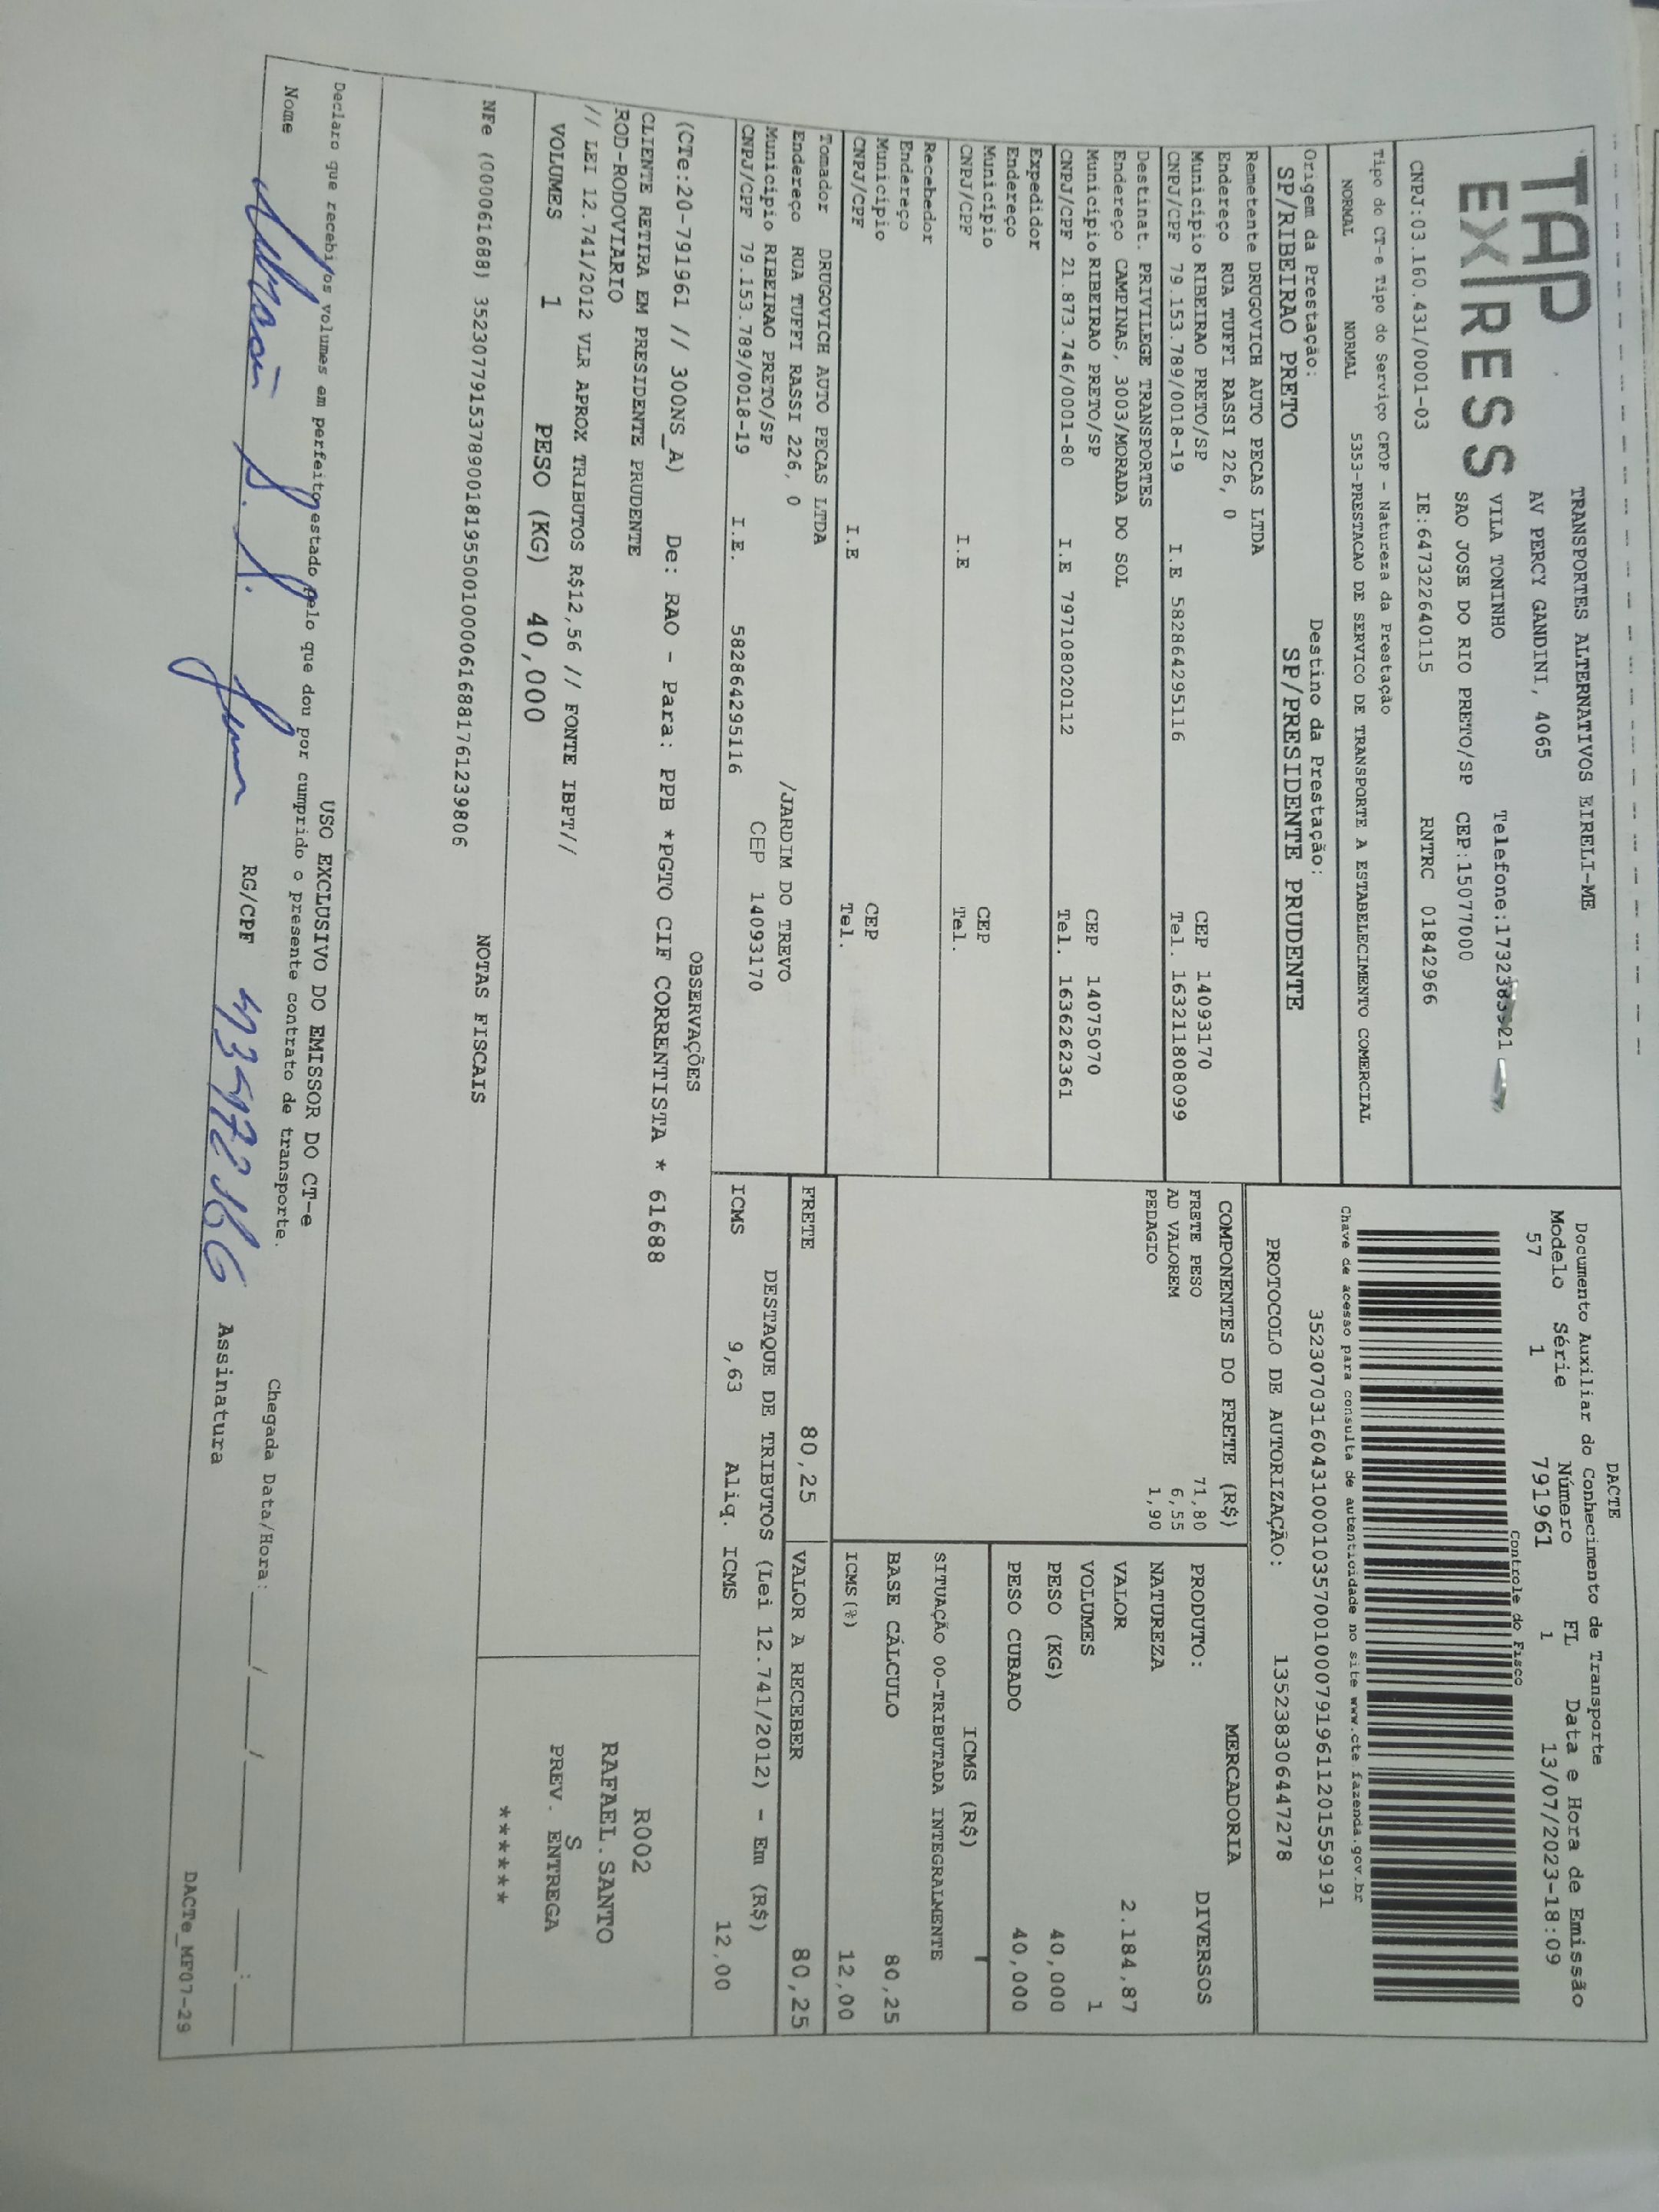 TAP
EXPRESS
TRANSPORTES ALTERNATIVOS EIRELI-ME
AV PERCY GANDINI, 4065
VILA TONINHO Telefone:1732383921
SAO JOSE DO RIO PRETO/SP CEP:15077000
CNPJ:03.160.431/0001-03 IE:647322640115 RNTRC 01842966
Tipo do CT-e Tipo do Serviço CFOP - Natureza da Prestação
NORMAL NORMAL 5353-PRESTACAO DE SERVICO DE TRANSPORTE A ESTABELECIMENTO COMERCIAL
Origem da Prestação: Destino da Prestação:
SP/RIBEIRAO PRETO SP/PRESIDENTE PRUDENTE
DACTE
Documento Auxiliar do Conhecimento de Transporte
Modelo Série Número FL Data e Hora de Emissão
57 1 791961 1 13/07/2023-18:09
Controle do Fisco
Chave de acesso para consulta de autenticidade no site www.cte.fazenda.gov.br
35230703160431000103570010007919611201559191
PROTOCOLO DE AUTORIZAÇÃO: 135238306447278
Remetente DRUGOVICH AUTO PECAS LTDA
Endereço RUA TUFFI RASSI 226, 0
Município RIBEIRAO PRETO/SP CEP 14093170
CNPJ/CPF 79.153.789/0018-19 I.E 582864295116 Tel. 163211808099
Destinat. PRIVILEGE TRANSPORTES
Endereço CAMPINAS, 3003/MORADA DO SOL
Município RIBEIRAO PRETO/SP CEP 14075070
CNPJ/CPF 21.873.746/0001-80 I.E 797108020112 Tel. 1636262361
Expedidor
Endereço
Município CEP
CNPJ/CPF I.E Tel.
Recebedor
Endereço
Município CEP
CNPJ/CPF I.E Tel.
Tomador DRUGOVICH AUTO PECAS LTDA
Endereço RUA TUFFI RASSI 226, 0 /JARDIM DO TREVO
Município RIBEIRAO PRETO/SP CEP 14093170
CNPJ/CPF 79.153.789/0018-19 I.E. 582864295116
COMPONENTES DO FRETE (R$)
FRETE PESO 71,80
AD VALOREM 6,55
PEDAGIO 1,90
MERCADORIA
PRODUTO: DIVERSOS
NATUREZA
VALOR 2.184,87
VOLUMES 1
PESO (KG) 40,000
PESO CUBADO 40,000
ICMS (R$)
SITUAÇÃO 00-TRIBUTADA INTEGRALMENTE
BASE CÁLCULO 80,25
ICMS(%) 12,00
FRETE 80,25 VALOR A RECEBER 80,25
DESTAQUE DE TRIBUTOS (Lei 12.741/2012) - Em (R$)
ICMS 9,63 Aliq. ICMS 12,00
OBSERVAÇÕES
(CTe:20-791961 // 300NS_A) De: RAO - Para: PPB *PGTO CIF CORRENTISTA * 61688
CLIENTE RETIRA EM PRESIDENTE PRUDENTE
ROD-RODOVIARIO
// LEI 12.741/2012 VLR APROX TRIBUTOS R$12,56 // FONTE IBPT//
VOLUMES 1 PESO (KG) 40,000
R002
RAFAEL.SANTO
S
PREV. ENTREGA
******
NOTAS FISCAIS
NFe (000061688) 35230779153789001819550010000616881761239806
USO EXCLUSIVO DO EMISSOR DO CT-e
Declaro que recebi os volumes em perfeito estado pelo que dou por cumprido o presente contrato de transporte.
Chegada Data/Hora:___/___/______ ___:___
Nome RG/CPF Assinatura
DACTe_MF07-29